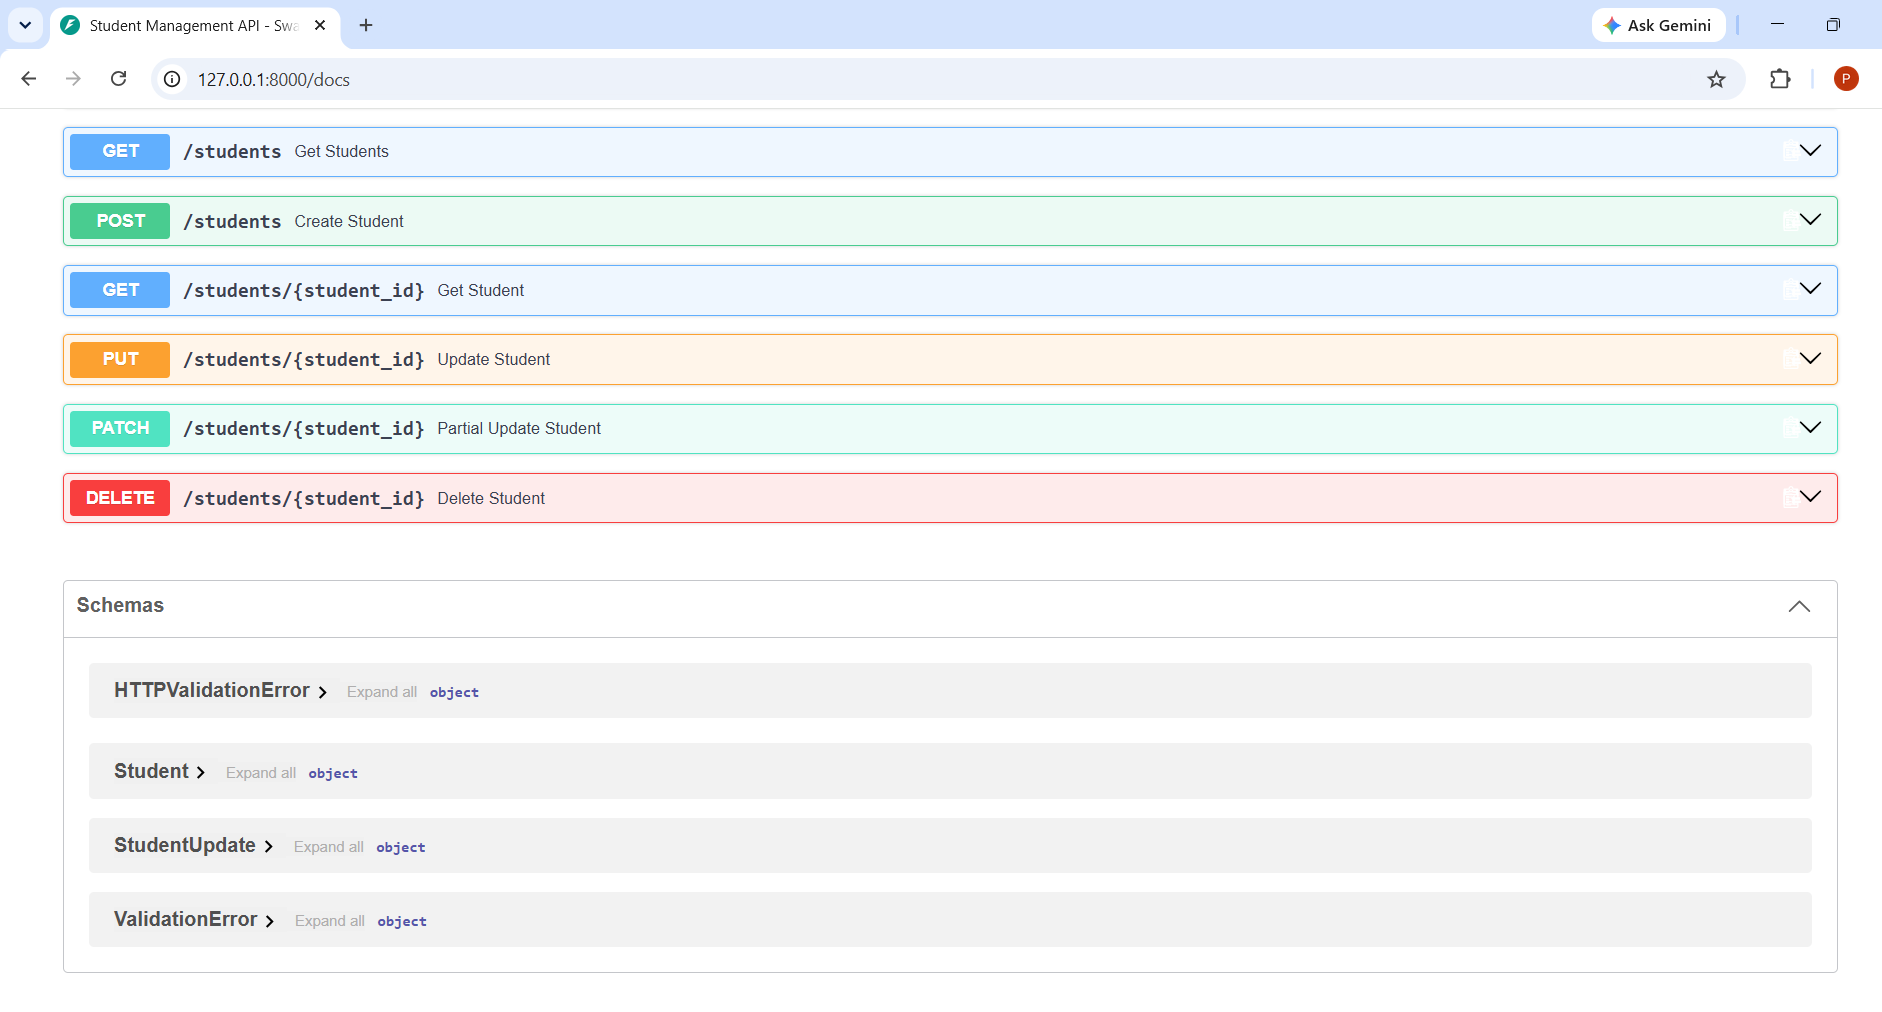 Student Management API - Swa
Ask Gemini
127.0.0.1:8000/docs
P
GET /students Get Students
POST /students Create Student
GET /students/{student_id} Get Student
PUT /students/{student_id} Update Student
PATCH /students/{student_id} Partial Update Student
DELETE /students/{student_id} Delete Student
Schemas
HTTPValidationError Expand all object
Student Expand all object
StudentUpdate Expand all object
ValidationError Expand all object